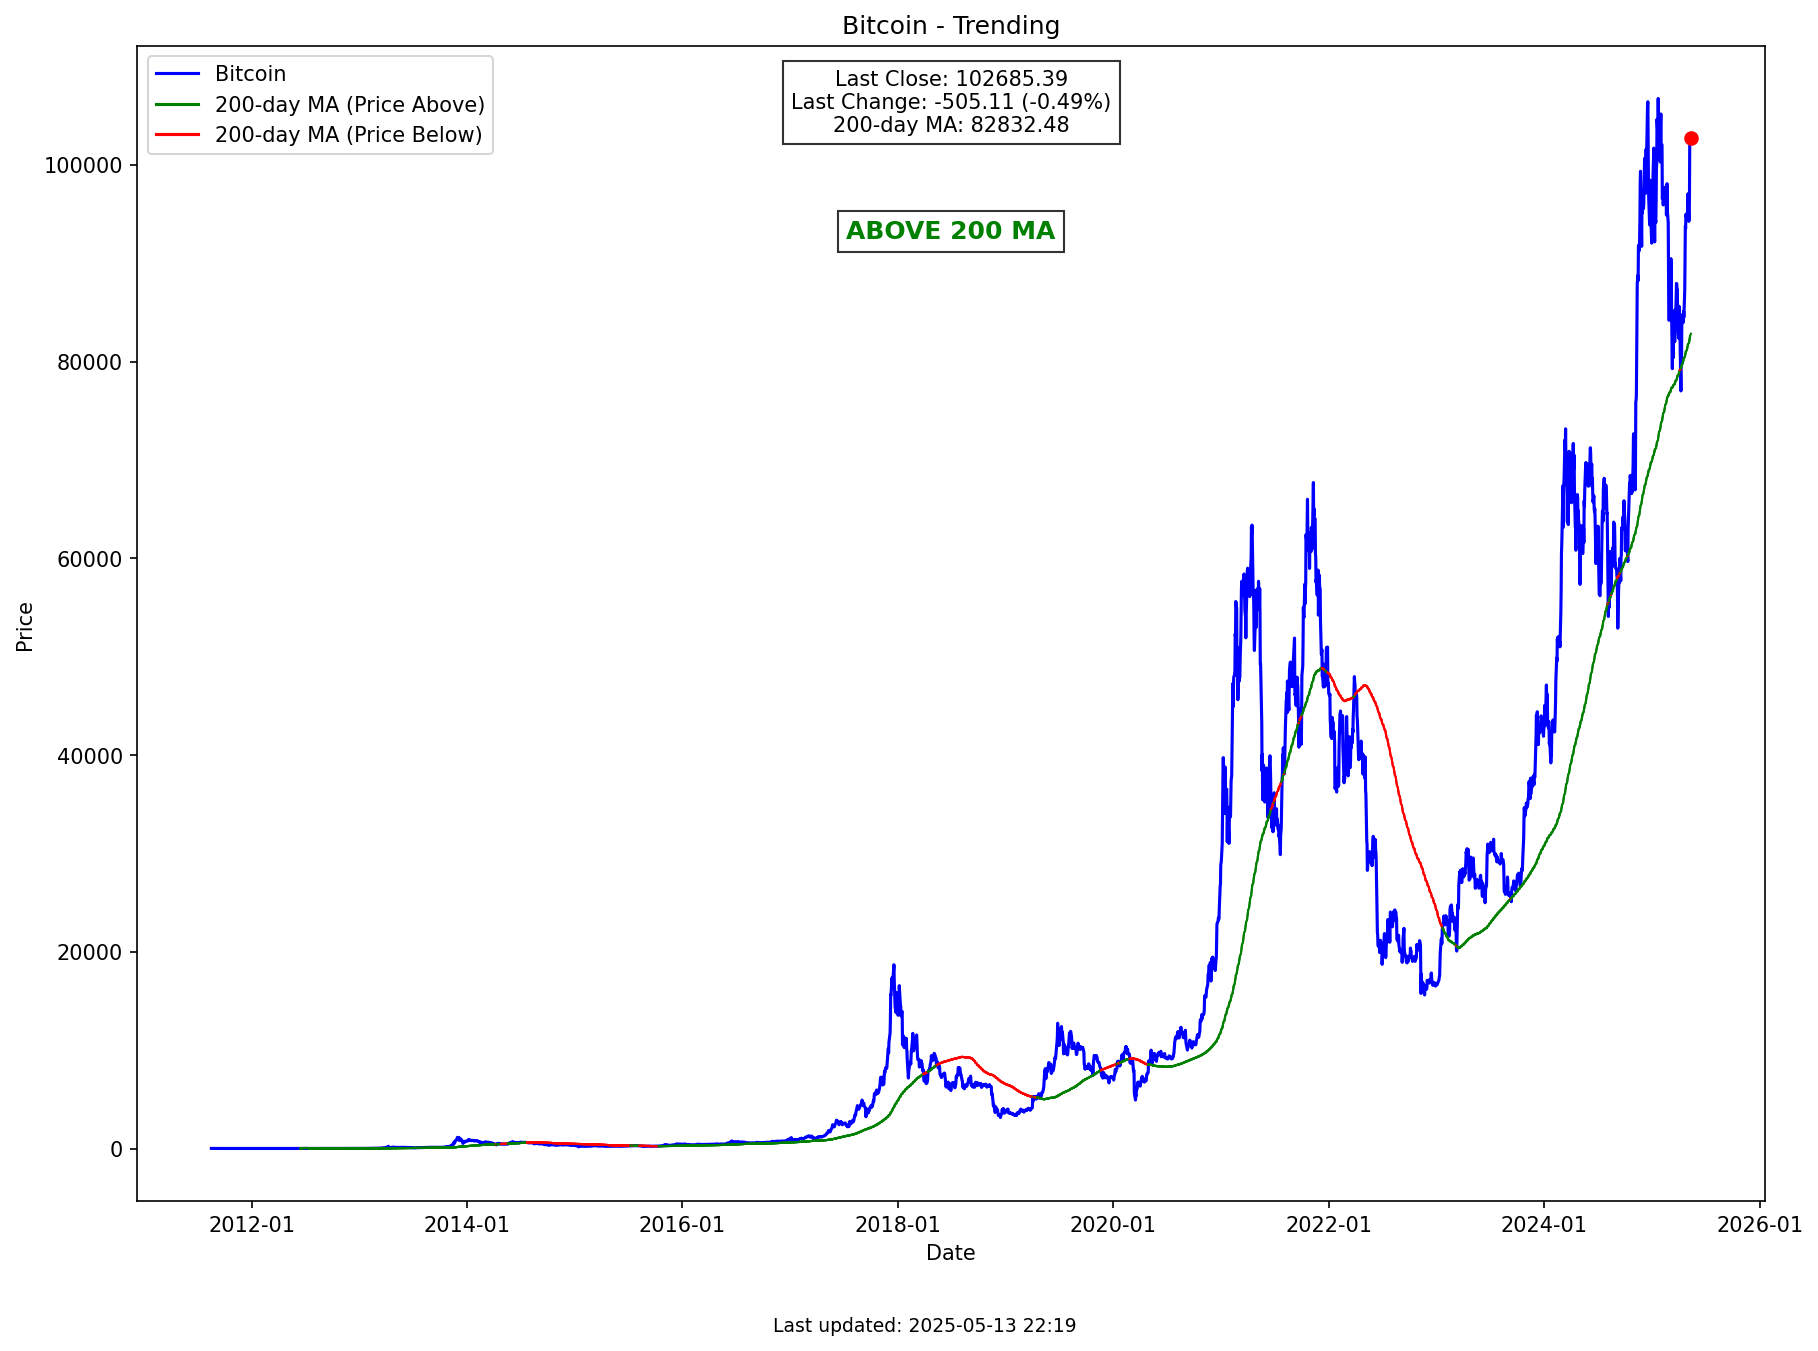 Bitcoin - Trending
Bitcoin
200-day MA (Price Above)
200-day MA (Price Below)
Last Close: 102685.39
Last Change: -505.11 (-0.49%)
200-day MA: 82832.48
ABOVE 200 MA
Price
100000
80000
60000
40000
20000
0
2012-01
2014-01
2016-01
2018-01
2020-01
2022-01
2024-01
2026-01
Date
Last updated: 2025-05-13 22:19